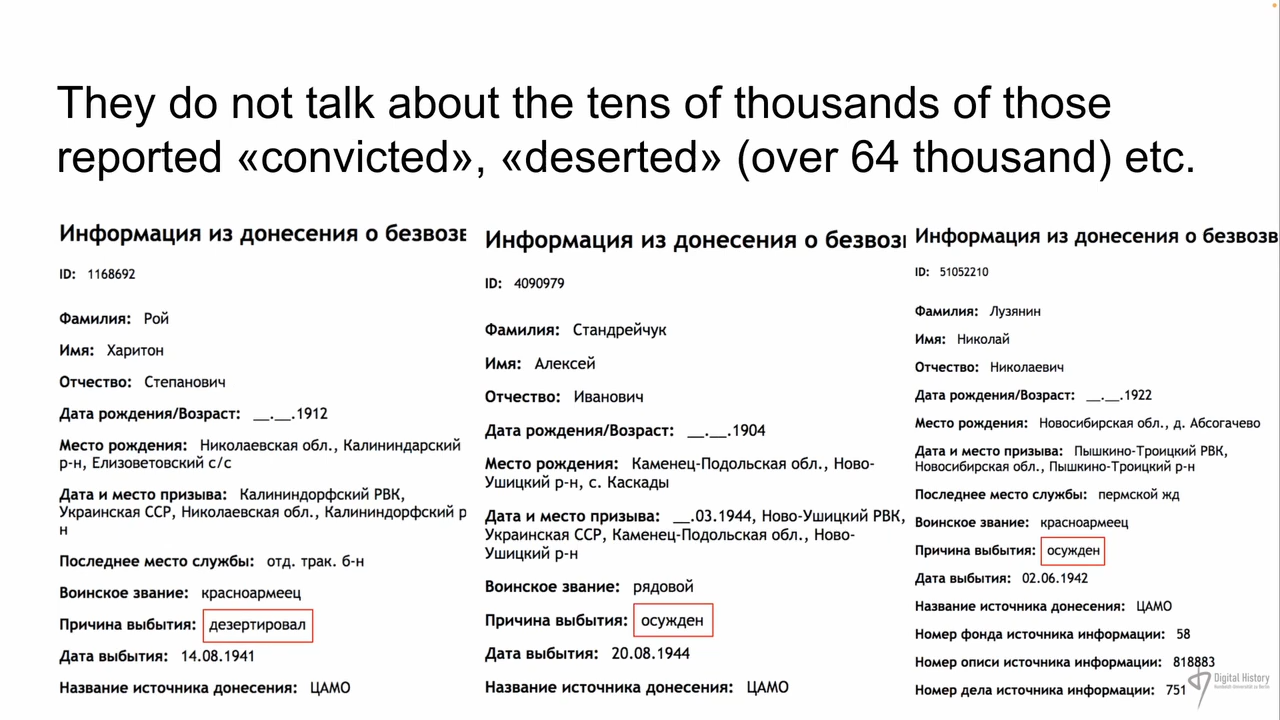 They do not talk about the tens of thousands of those
reported «convicted», «deserted» (over 64 thousand) etc.
Информация из донесения о безвозв
ID: 1168692
Фамилия: Рой
Имя: Харитон
Отчество: Степанович
Дата рождения/Возраст: __.__.1912
Место рождения: Николаевская обл., Калининдарский
р-н, Елизоветовский с/с
Дата и место призыва: Калининдорфский РВК,
Украинская ССР, Николаевская обл., Калининдорфский р
н
Последнее место службы: отд. трак. б-н
Воинское звание: красноармеец
Причина выбытия: дезертировал
Дата выбытия: 14.08.1941
Название источника донесения: ЦАМО
Информация из донесения о безвозв
ID: 4090979
Фамилия: Стандрейчук
Имя: Алексей
Отчество: Иванович
Дата рождения/Возраст: __.__.1904
Место рождения: Каменец-Подольская обл., Ново-
Ушицкий р-н, с. Каскады
Дата и место призыва: __.03.1944, Ново-Ушицкий РВК,
Украинская ССР, Каменец-Подольская обл., Ново-
Ушицкий р-н
Воинское звание: рядовой
Причина выбытия: осужден
Дата выбытия: 20.08.1944
Название источника донесения: ЦАМО
Информация из донесения о безвозв
ID: 51052210
Фамилия: Лузянин
Имя: Николай
Отчество: Николаевич
Дата рождения/Возраст: __.__.1922
Место рождения: Новосибирская обл., д. Абсогачево
Дата и место призыва: Пышкино-Троицкий РВК,
Новосибирская обл., Пышкино-Троицкий р-н
Последнее место службы: пермской жд
Воинское звание: красноармеец
Причина выбытия: осужден
Дата выбытия: 02.06.1942
Название источника донесения: ЦАМО
Номер фонда источника информации: 58
Номер описи источника информации: 818883
Номер дела источника информации: 751
Digital History
Humboldt-Universität zu Berlin